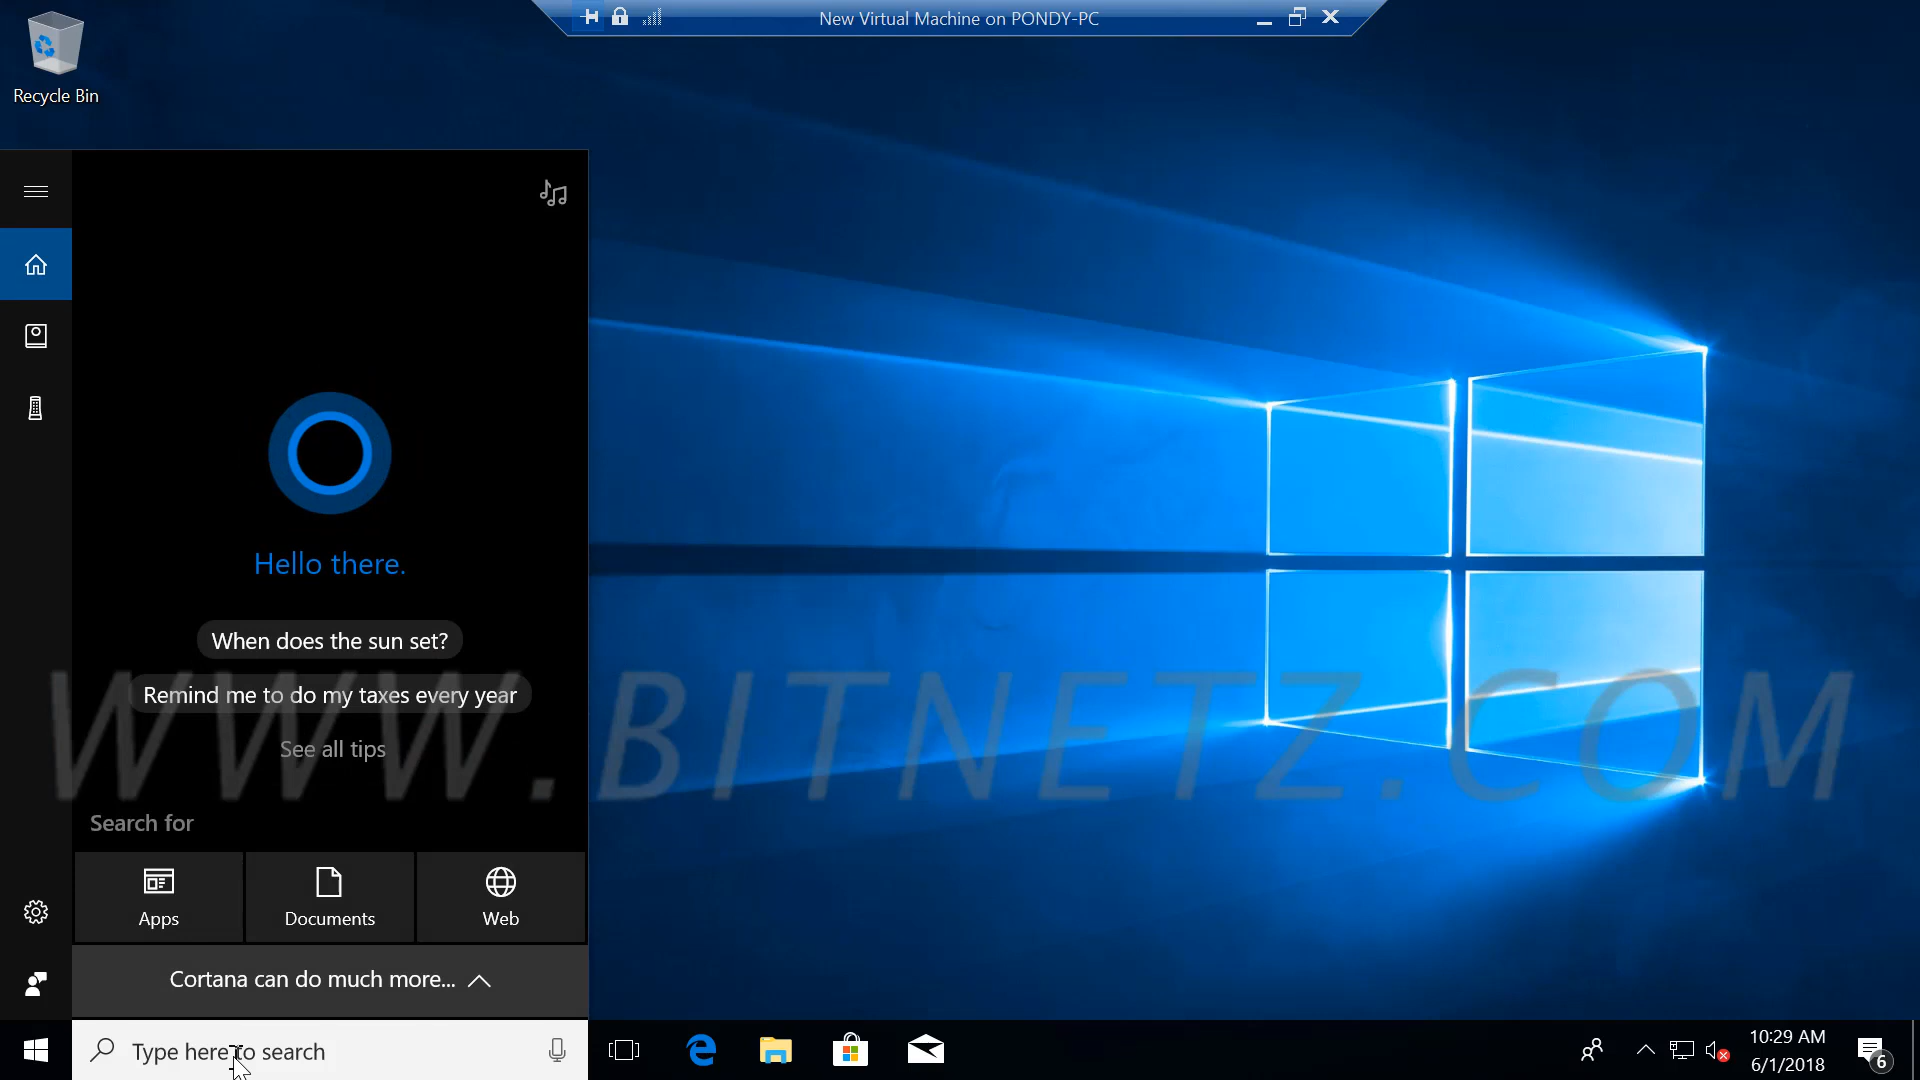 New Virtual Machine on PONDY-PC
Recycle Bin
Hello there.
When does the sun set?
Remind me to do my taxes every year
See all tips
WWW.BITNETZ.COM
Search for
Apps
Documents
Web
Cortana can do much more...
Type here to search
10:29 AM
6/1/2018
6